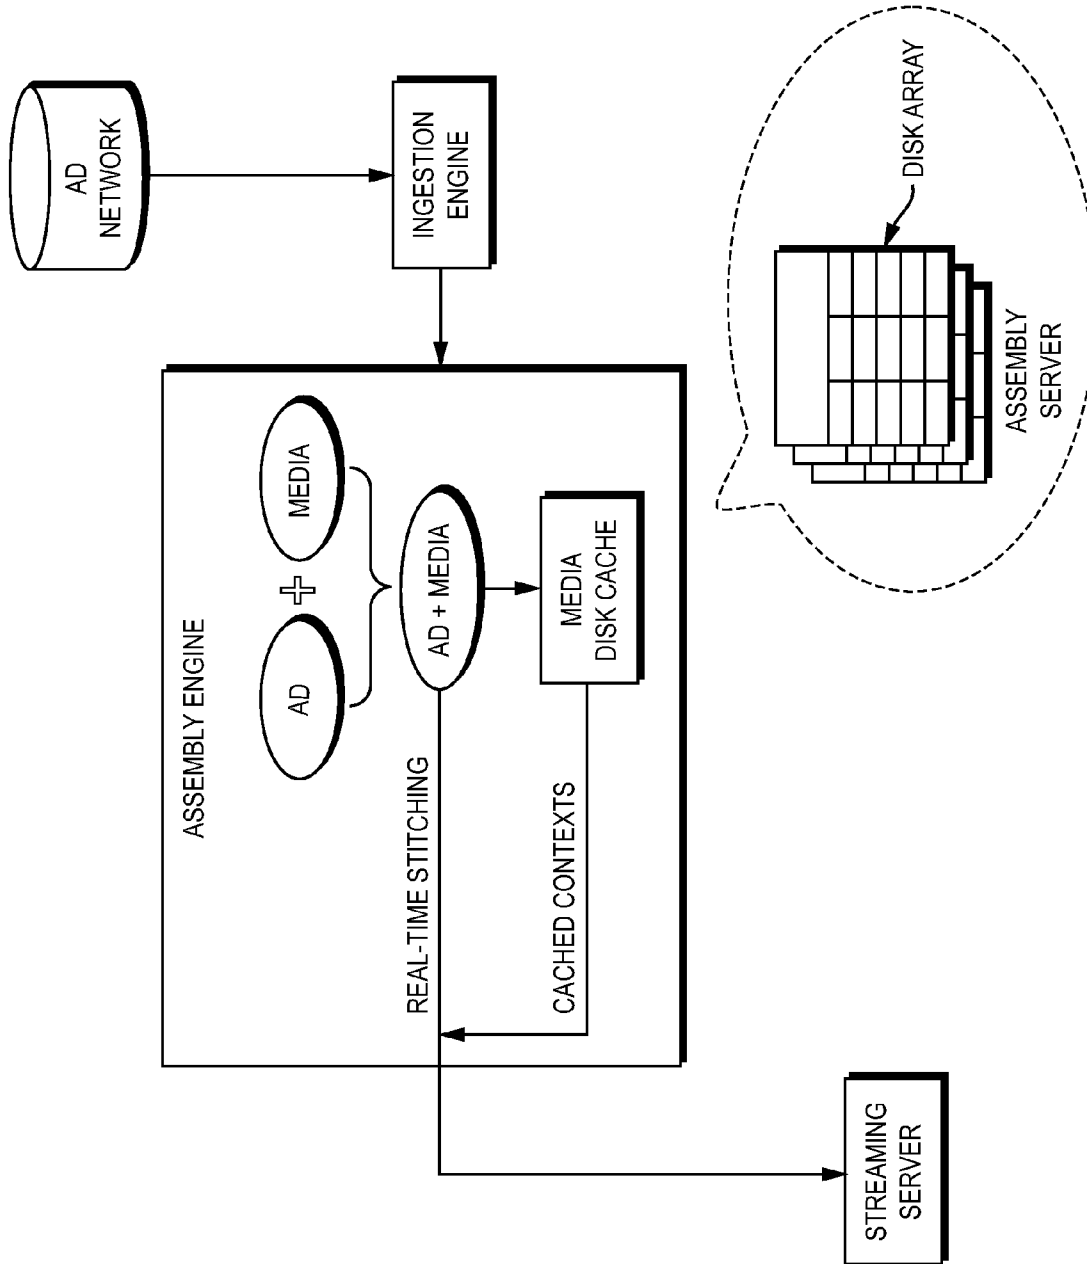 AD
NETWORK
INGESTION
ENGINE
ASSEMBLY ENGINE
AD
MEDIA
AD + MEDIA
REAL-TIME STITCHING
MEDIA
DISK CACHE
CACHED CONTEXTS
STREAMING
SERVER
DISK ARRAY
ASSEMBLY
SERVER